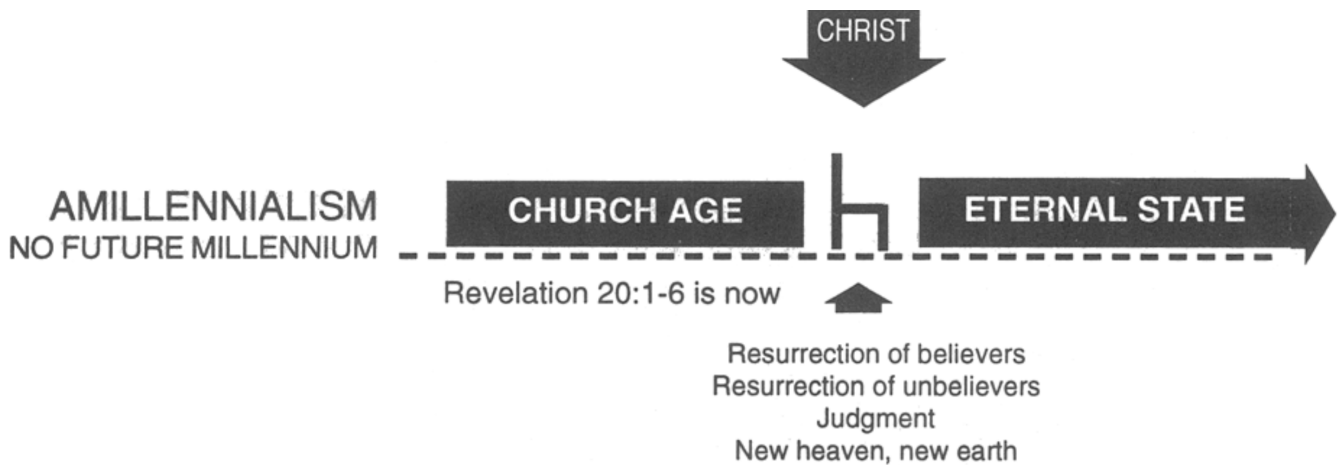 CHRIST
AMILLENNIALISM
NO FUTURE MILLENNIUM
CHURCH AGE
ETERNAL STATE
Revelation 20:1-6 is now
Resurrection of believers
Resurrection of unbelievers
Judgment
New heaven, new earth